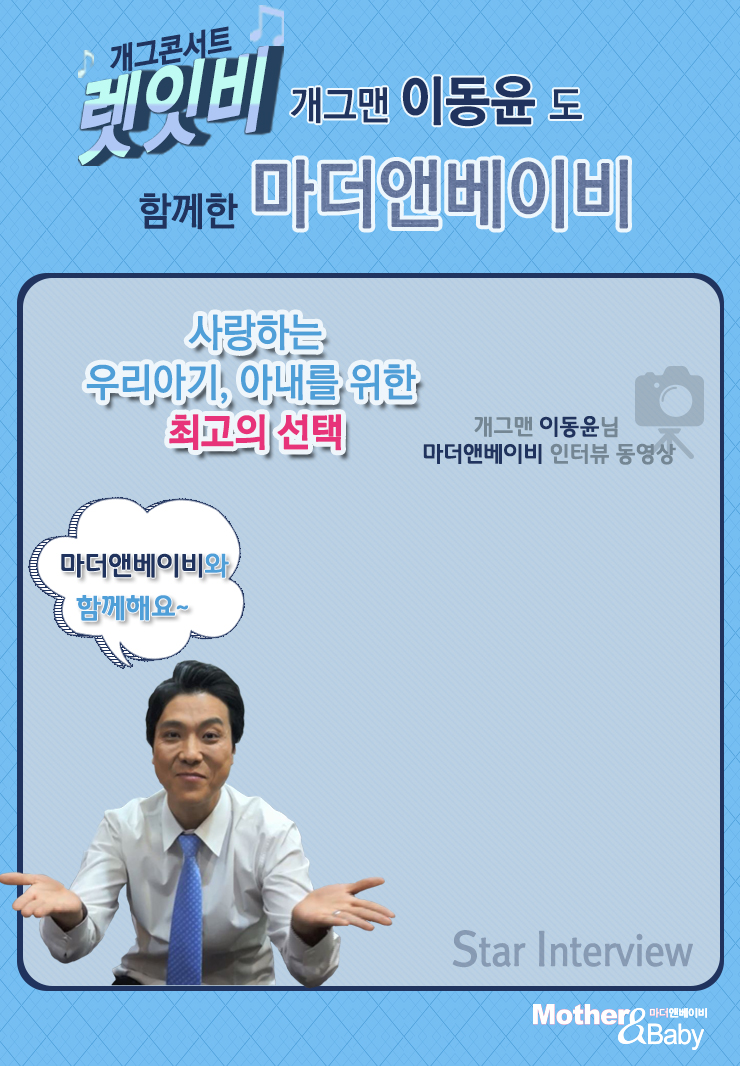 개그콘서트
렛잇비 개그맨 이동윤 도
함께한 마더앤베이비
사랑하는
우리아기, 아내를 위한
최고의 선택
개그맨 이동윤님
마더앤베이비 인터뷰 동영상
마더앤베이비와
함께해요~
Star Interview
Mother 마더앤베이비
&Baby